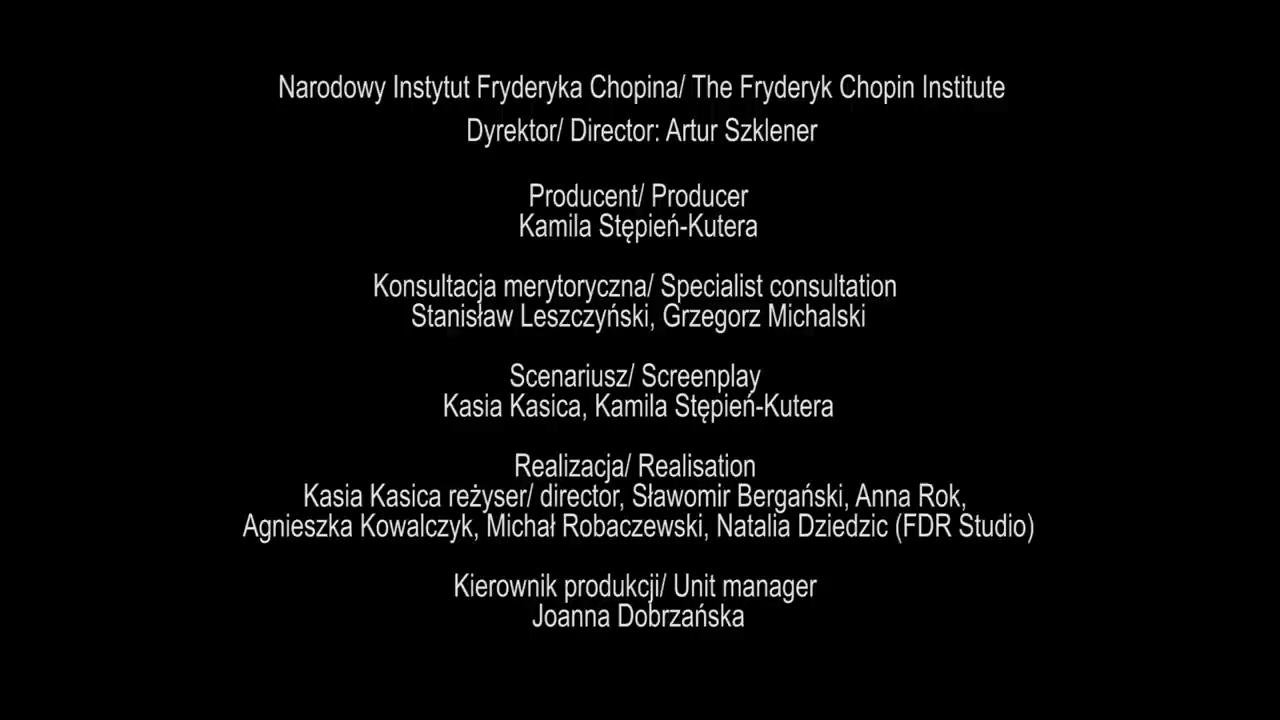 Narodowy Instytut Fryderyka Chopina/ The Fryderyk Chopin Institute
Dyrektor/ Director: Artur Szklener
Producent/ Producer
Kamila Stępień-Kutera
Konsultacja merytoryczna/ Specialist consultation
Stanisław Leszczyński, Grzegorz Michalski
Scenariusz/ Screenplay
Kasia Kasica, Kamila Stępień-Kutera
Realizacja/ Realisation
Kasia Kasica reżyser/ director, Sławomir Bergański, Anna Rok,
Agnieszka Kowalczyk, Michał Robaczewski, Natalia Dziedzic (FDR Studio)
Kierownik produkcji/ Unit manager
Joanna Dobrzańska